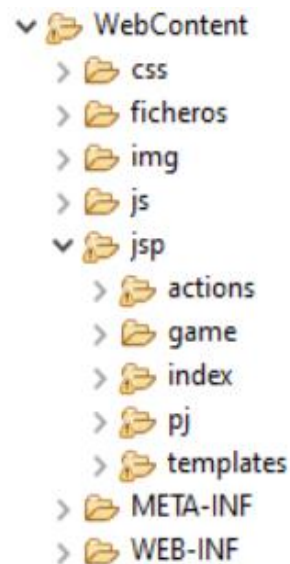 WebContent
css
ficheros
img
js
jsp
actions
game
index
pj
templates
META-INF
WEB-INF